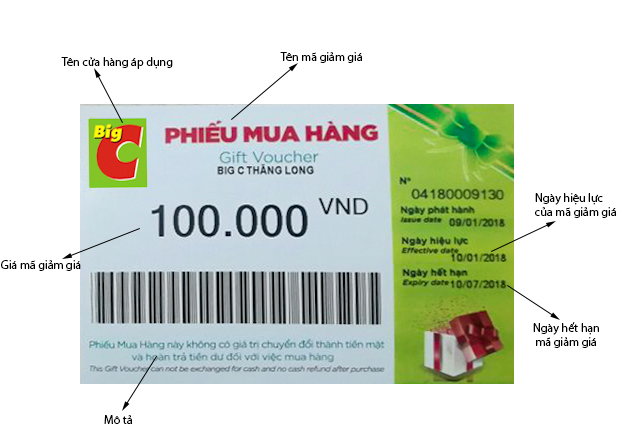 Tên cửa hàng áp dụng
Tên mã giảm giá
Big
C
PHIẾU MUA HÀNG
Gift Voucher
BIG C THĂNG LONG
100.000 VND
Giá mã giảm giá
N°
04180009130
Ngày phát hành
Issue date 09/01/2018
Ngày hiệu lực
Effective date 10/01/2018
Ngày hết hạn
Expiry date 10/07/2018
Ngày hiệu lực
của mã giảm giá
Ngày hết hạn
mã giảm giá
Phiếu Mua Hàng này không có giá trị chuyển đổi thành tiền mặt
và hoàn trả tiền dư đối với việc mua hàng
This Gift Voucher can not be exchanged for cash and no cash refund after purchase
Mô tả